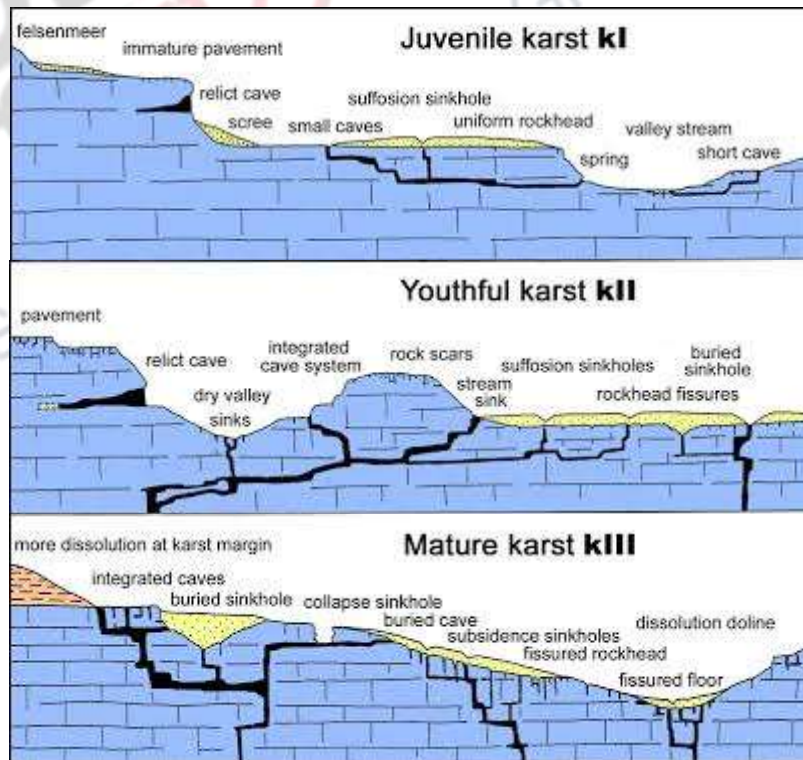 Juvenile karst kI
felsenmeer
immature pavement
relict cave
scree
small caves
suffosion sinkhole
uniform rockhead
spring
valley stream
short cave
Youthful karst kII
pavement
relict cave
dry valley
sinks
integrated
cave system
rock scars
stream
sink
suffosion sinkholes
rockhead fissures
buried
sinkhole
Mature karst kIII
more dissolution at karst margin
integrated caves
buried sinkhole
collapse sinkhole
buried cave
subsidence sinkholes
fissured rockhead
dissolution doline
fissured floor